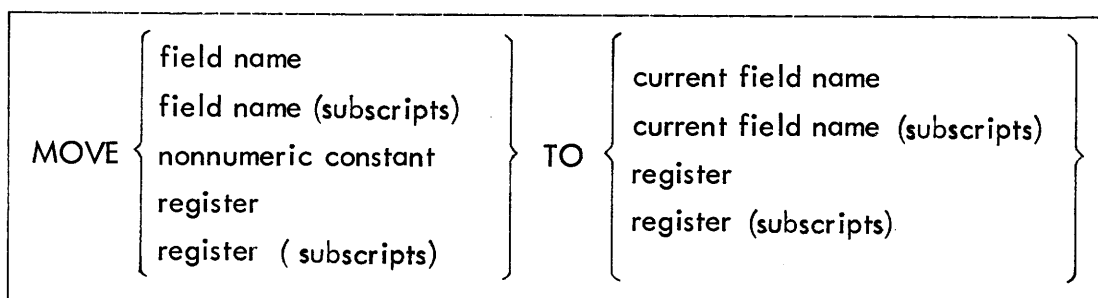 MOVE
field name
field name (subscripts)
nonnumeric constant
register
register ( subscripts)
TO
current field name
current field name (subscripts)
register
register (subscripts)